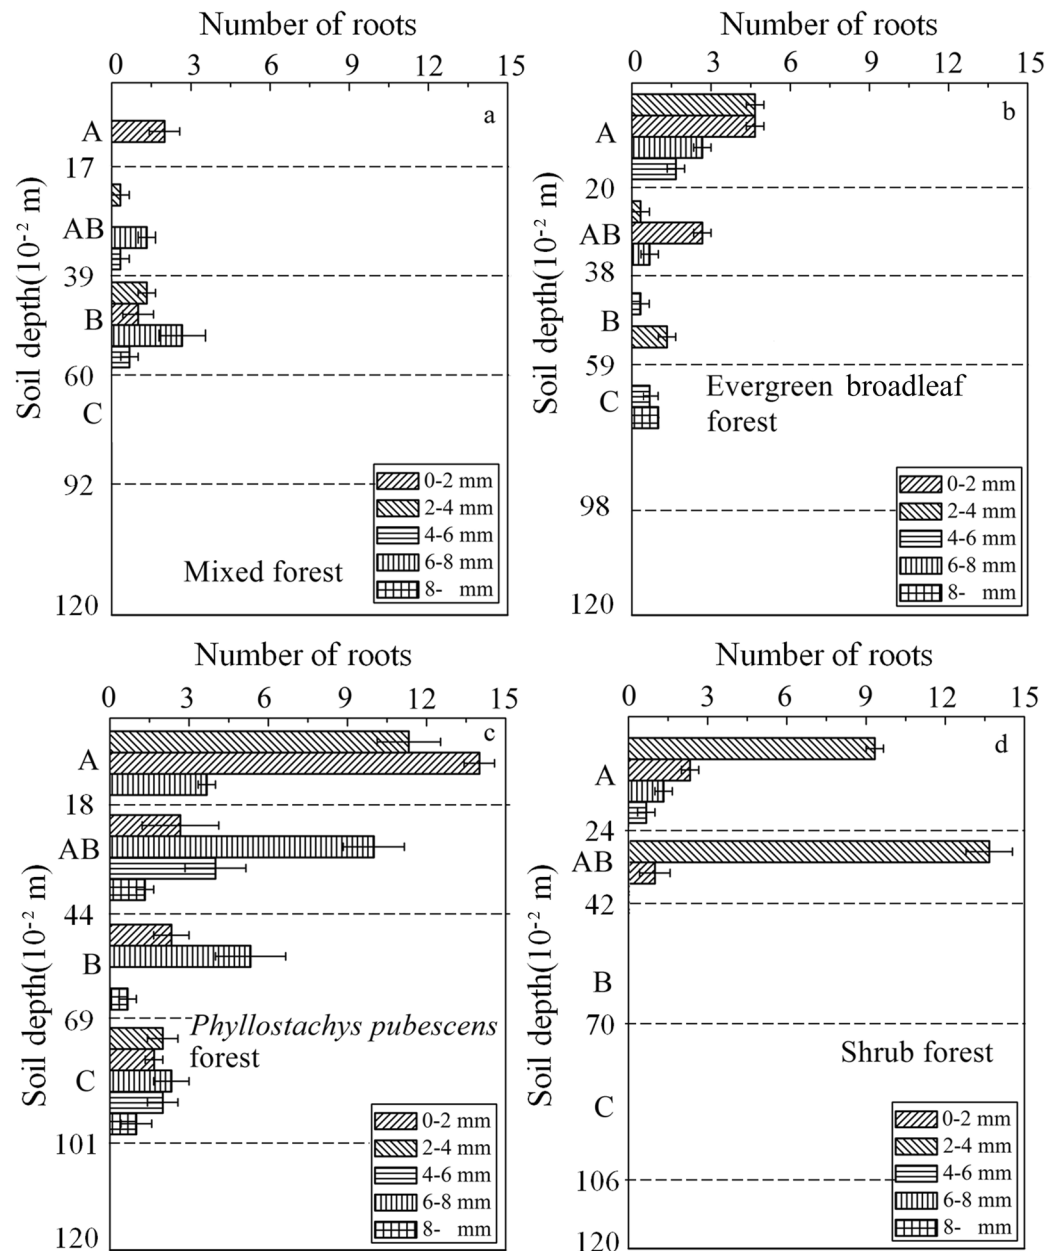 Number of roots
0 3 6 9 12 15
a
A
17
AB
39
B
60
C
92
120
Soil depth(10-2 m)
Mixed forest
0-2 mm
2-4 mm
4-6 mm
6-8 mm
8- mm
Number of roots
0 3 6 9 12 15
b
A
20
AB
38
B
59
C
98
120
Soil depth(10-2 m)
Evergreen broadleaf
forest
0-2 mm
2-4 mm
4-6 mm
6-8 mm
8- mm
Number of roots
0 3 6 9 12 15
c
A
18
AB
44
B
69
C
101
120
Soil depth(10-2 m)
Phyllostachys pubescens
forest
0-2 mm
2-4 mm
4-6 mm
6-8 mm
8- mm
Number of roots
0 3 6 9 12 15
d
A
24
AB
42
B
70
C
106
120
Soil depth(10-2 m)
Shrub forest
0-2 mm
2-4 mm
4-6 mm
6-8 mm
8- mm